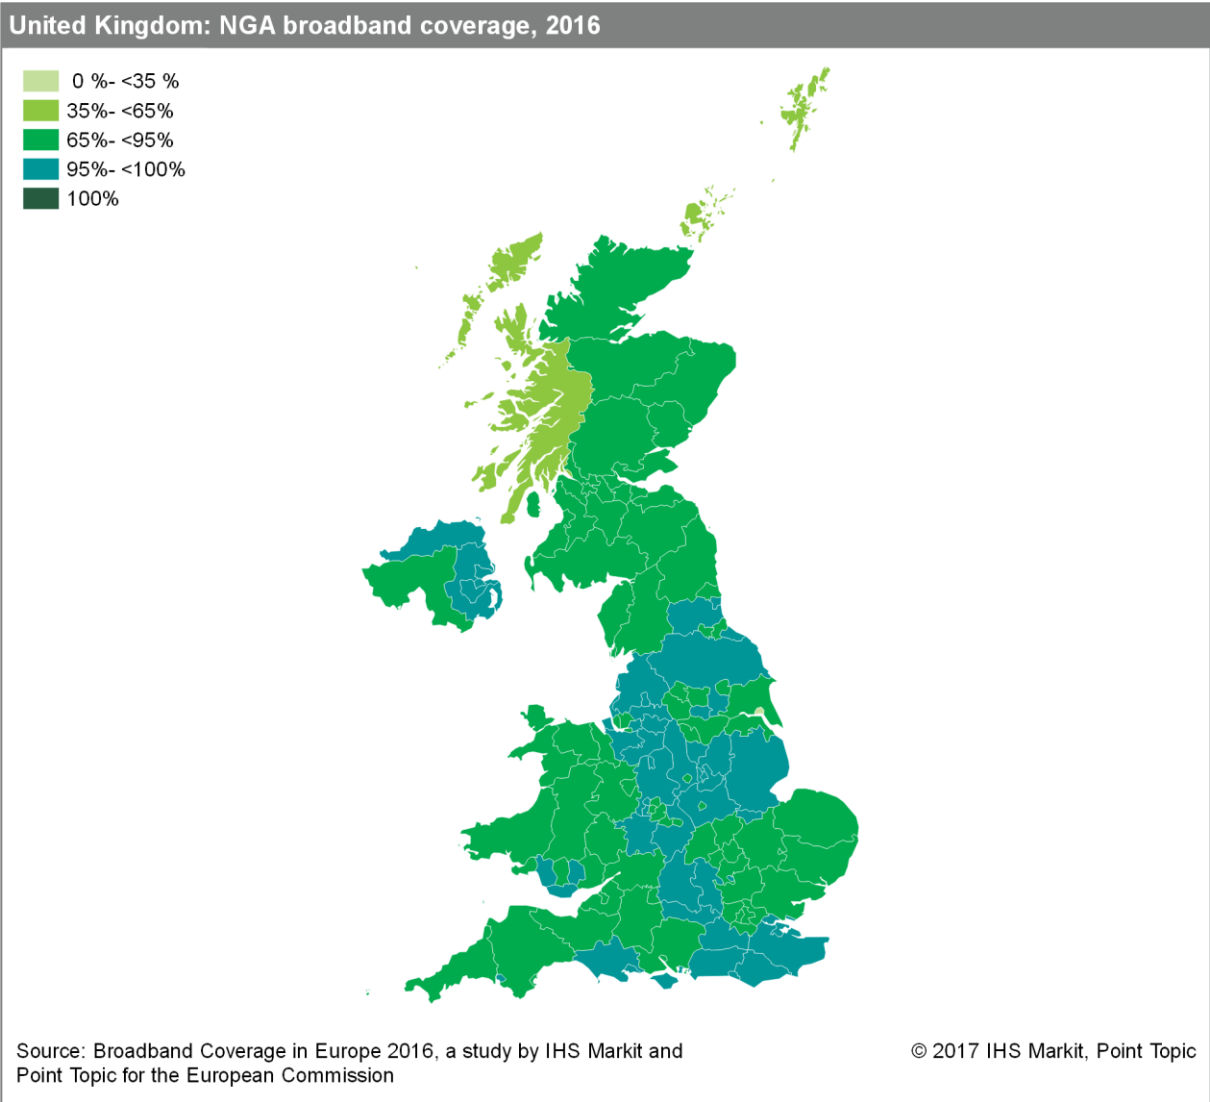 United Kingdom: NGA broadband coverage, 2016
0 %- <35 %
35%- <65%
65%- <95%
95%- <100%
100%
Source: Broadband Coverage in Europe 2016, a study by IHS Markit and
Point Topic for the European Commission
© 2017 IHS Markit, Point Topic